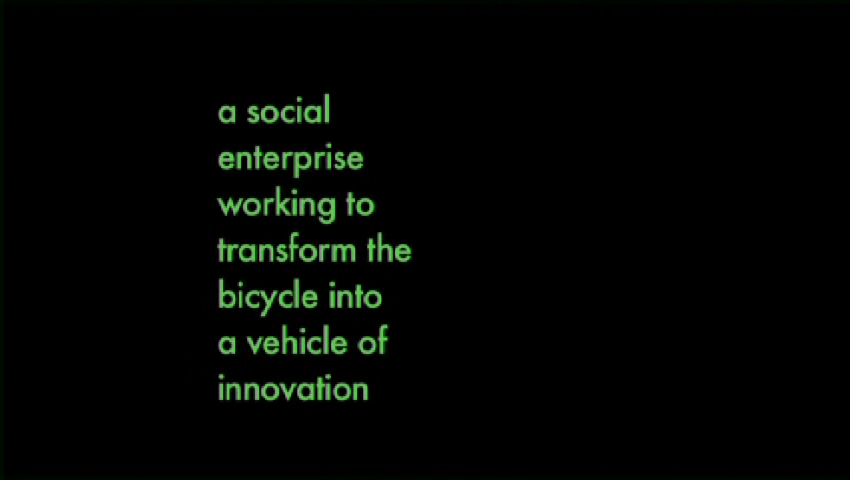 a social
enterprise
working to
transform the
bicycle into
a vehicle of
innovation